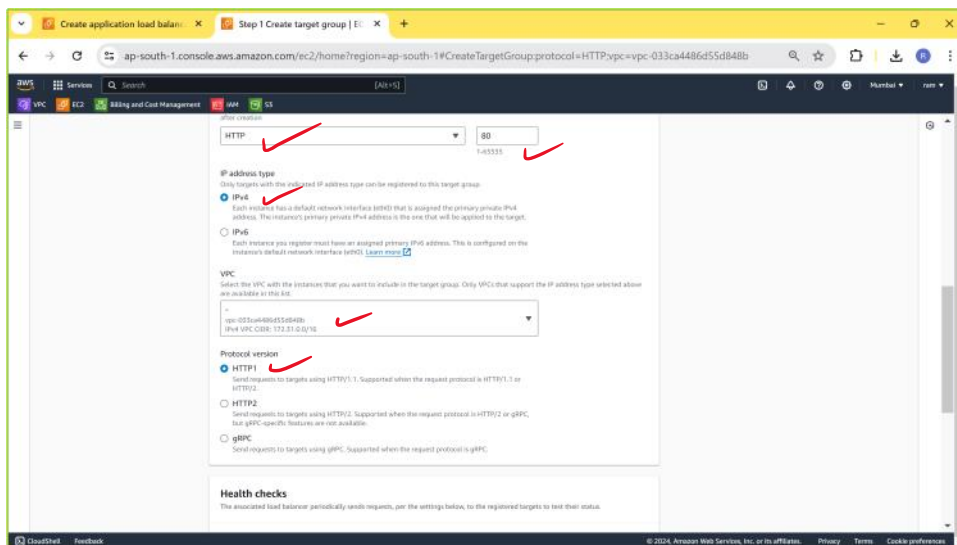 Create application load balanc
Step 1 Create target group | EC
ap-south-1.console.aws.amazon.com/ec2/home?region=ap-south-1#CreateTargetGroup:protocol=HTTP;vpc=vpc-033ca4486d55d848b
aws Services Search [Alt+S] Mumbai ram
VPC EC2 Billing and Cost Management IAM S3
after creation
HTTP 80
1-65535
IP address type
Only targets with the indicated IP address type can be registered to this target group.
IPv4
Each instance has a default network interface (eth0) that is assigned the primary private IPv4
address. The instance's primary private IPv4 address is the one that will be applied to the target.
IPv6
Each instance you register must have an assigned primary IPv6 address. This is configured on the
instance's default network interface (eth0). Learn more
VPC
Select the VPC with the instances that you want to include in the target group. Only VPCs that support the IP address type selected above
are available in this list.
-
vpc-033ca4486d55d848b
IPv4 VPC CIDR: 172.31.0.0/16
Protocol version
HTTP1
Send requests to targets using HTTP/1.1. Supported when the request protocol is HTTP/1.1 or
HTTP/2.
HTTP2
Send requests to targets using HTTP/2. Supported when the request protocol is HTTP/2 or gRPC,
but gRPC-specific features are not available.
gRPC
Send requests to targets using gRPC. Supported when the request protocol is gRPC.
Health checks
The associated load balancer periodically sends requests, per the settings below, to the registered targets to test their status.
CloudShell Feedback © 2024, Amazon Web Services, Inc. or its affiliates. Privacy Terms Cookie preferences